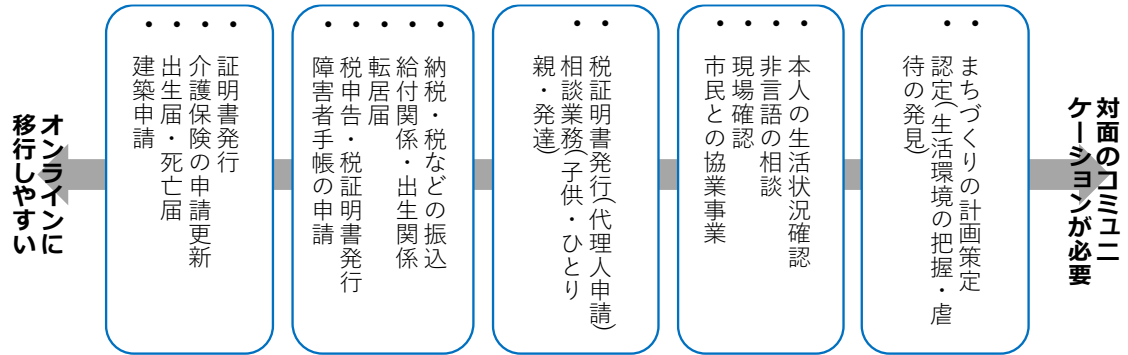 対面のコミュニ
ケーションが必要
・まちづくりの計画策定
・認定(生活環境の把握・虐
待の発見)
・本人の生活状況確認
・非言語の相談
・現場確認
・市民との協業事業
・税証明書発行(代理人申請)
・相談業務(子供・ひとり
親・発達)
・納税・税などの振込
・給付関係・出生関係
・転居届
・税申告・税証明書発行
・障害者手帳の申請
・証明書発行
・介護保険の申請更新
・出生届・死亡届
・建築申請
オンラインに
移行しやすい